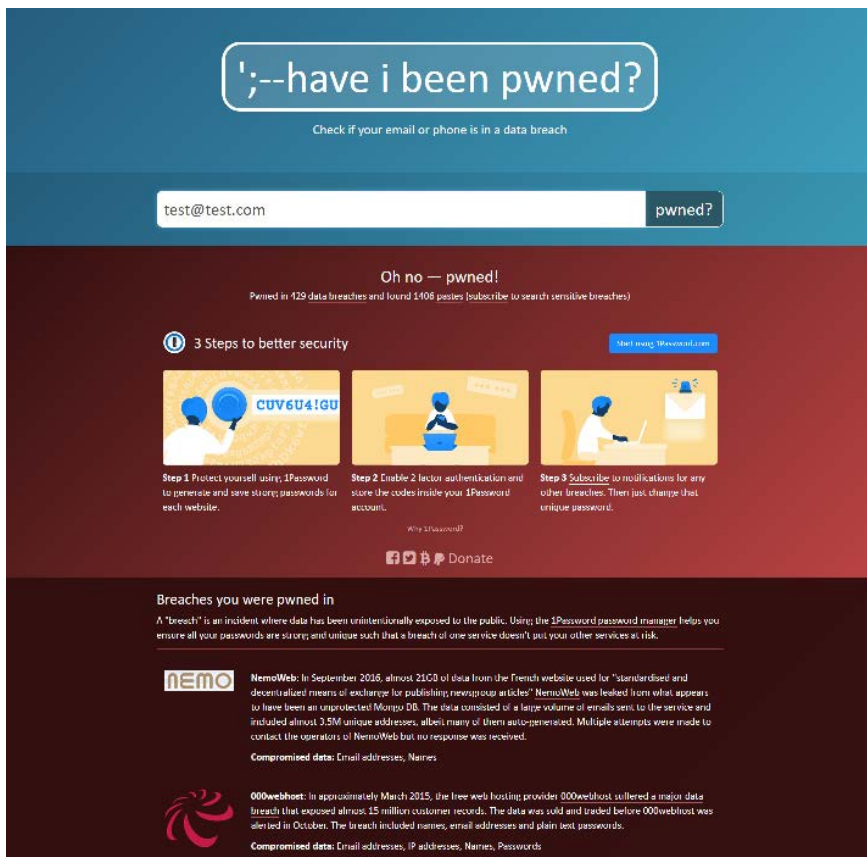 ';--have i been pwned?
Check if your email or phone is in a data breach
test@test.com
pwned?
Oh no — pwned!
Pwned in 429 data breaches and found 1406 pastes (subscribe to search sensitive breaches)
3 Steps to better security
Start using 1Password.com
CUV6U4!GU
Step 1 Protect yourself using 1Password
to generate and save strong passwords for
each website.
Step 2 Enable 2 factor authentication and
store the codes inside your 1Password
account.
Step 3 Subscribe to notifications for any
other breaches. Then just change that
unique password.
Why 1Password?
Donate
Breaches you were pwned in
A "breach" is an incident where data has been unintentionally exposed to the public. Using the 1Password password manager helps you
ensure all your passwords are strong and unique such that a breach of one service doesn't put your other services at risk.
nemo
NemoWeb: In September 2016, almost 21GB of data from the French website used for "standardised and
decentralized means of exchange for publishing newsgroup articles" NemoWeb was leaked from what appears
to have been an unprotected Mongo DB. The data consisted of a large volume of emails sent to the service and
included almost 3.5M unique addresses, albeit many of them auto-generated. Multiple attempts were made to
contact the operators of NemoWeb but no response was received.
Compromised data: Email addresses, Names
000webhost: In approximately March 2015, the free web hosting provider 000webhost suffered a major data
breach that exposed almost 15 million customer records. The data was sold and traded before 000webhost was
alerted in October. The breach included names, email addresses and plain text passwords.
Compromised data: Email addresses, IP addresses, Names, Passwords